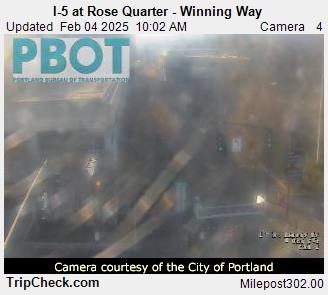 I-5 at Rose Quarter - Winning Way
Updated Feb 04 2025 10:02 AM Camera 4
PBOT
PORTLAND BUREAU OF TRANSPORTATION
Camera courtesy of the City of Portland
TripCheck.com Milepost302.00